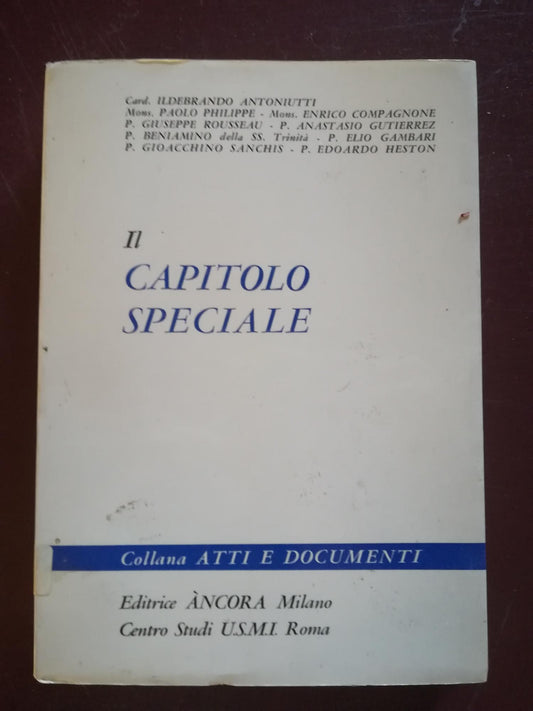 Card. ILDEBRANDO ANTONIUTTI
Mons. PAOLO PHILIPPE - Mons. ENRICO COMPAGNONE
P. GIUSEPPE ROUSSEAU - P. ANASTASIO GUTIERREZ
P. BENIAMINO della SS. Trinità - P. ELIO GAMBARI
P. GIOACCHINO SANCHIS - P. EDOARDO HESTON
Il
CAPITOLO
SPECIALE
Collana ATTI E DOCUMENTI
Editrice ÀNCORA Milano
Centro Studi U.S.M.I. Roma